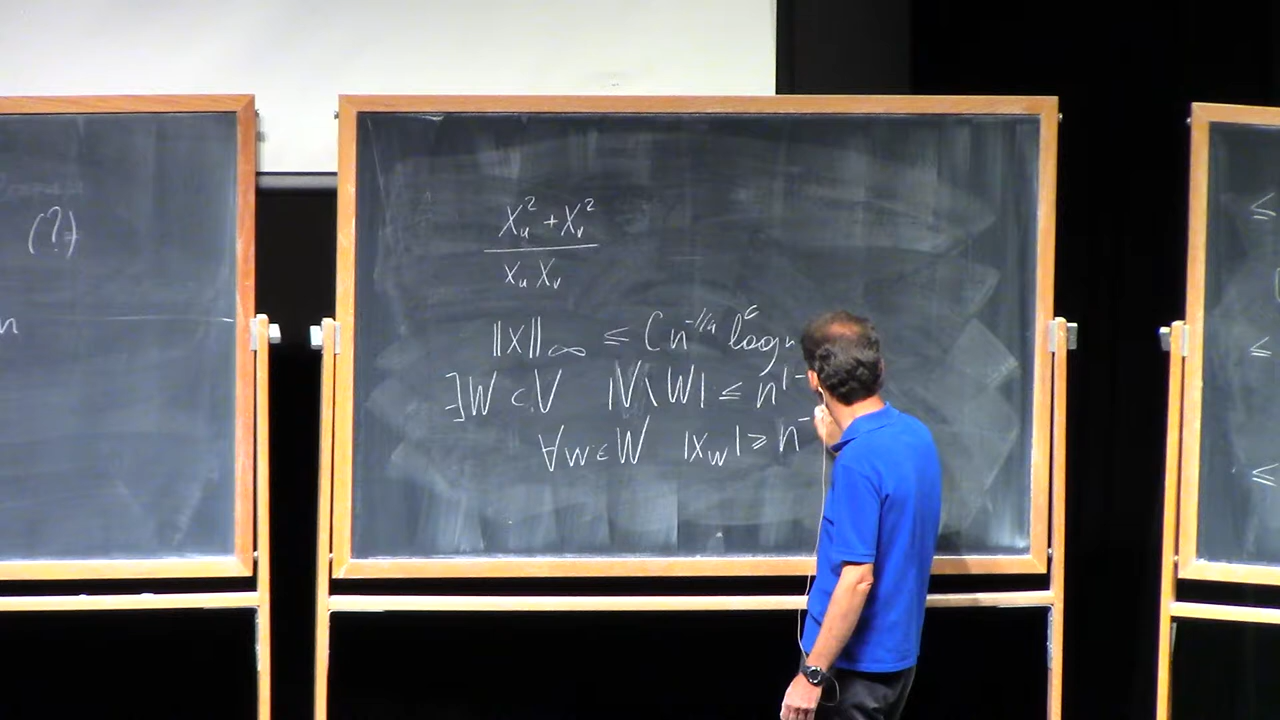 (?)
n
X_u^2 + X_v^2
x_u X_v
||X||_∞ ≤ C n^{-1/4} log^c n
∃W ⊂ V |V \ W| ≤ n^{1-
∀w ∈ W |x_w| ≥ n^-
≤
≤
≤